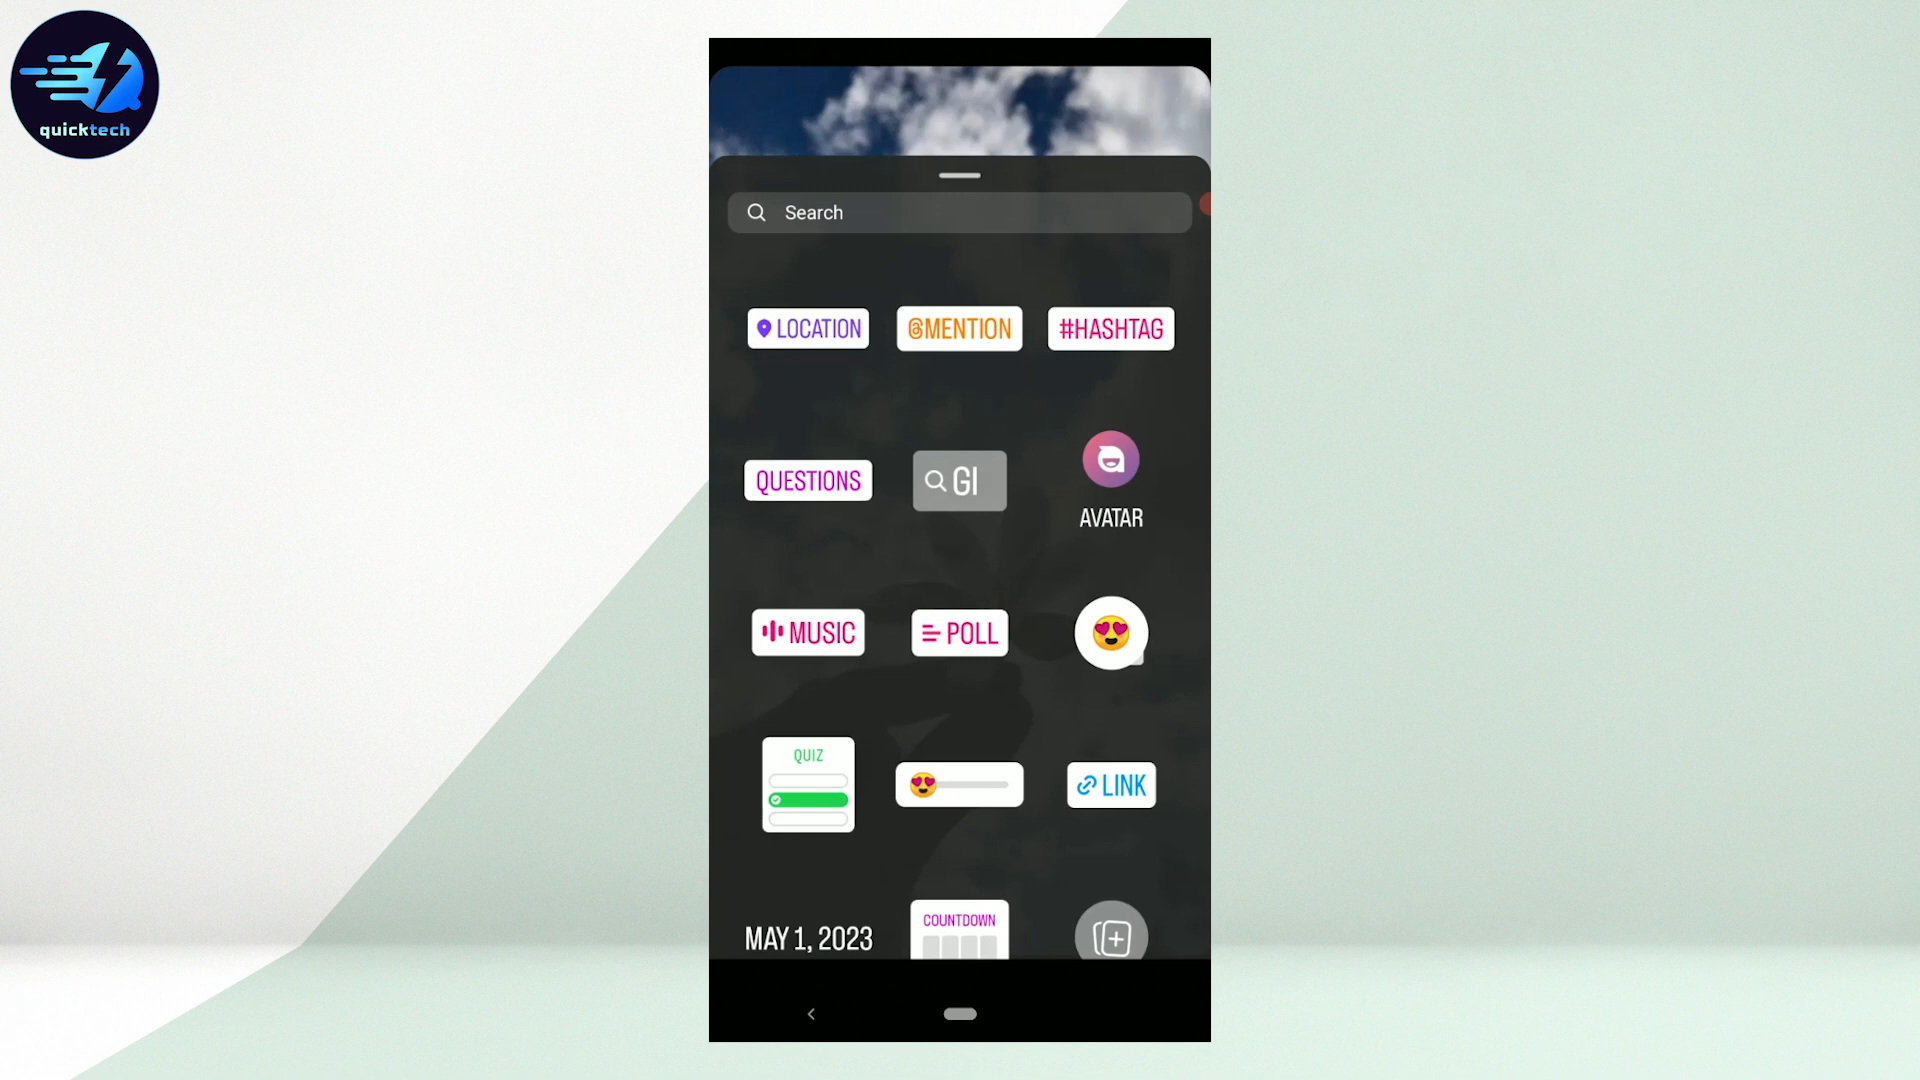 quicktech
Search
LOCATION
@MENTION
#HASHTAG
QUESTIONS
GI
AVATAR
MUSIC
POLL
QUIZ
LINK
MAY 1, 2023
COUNTDOWN